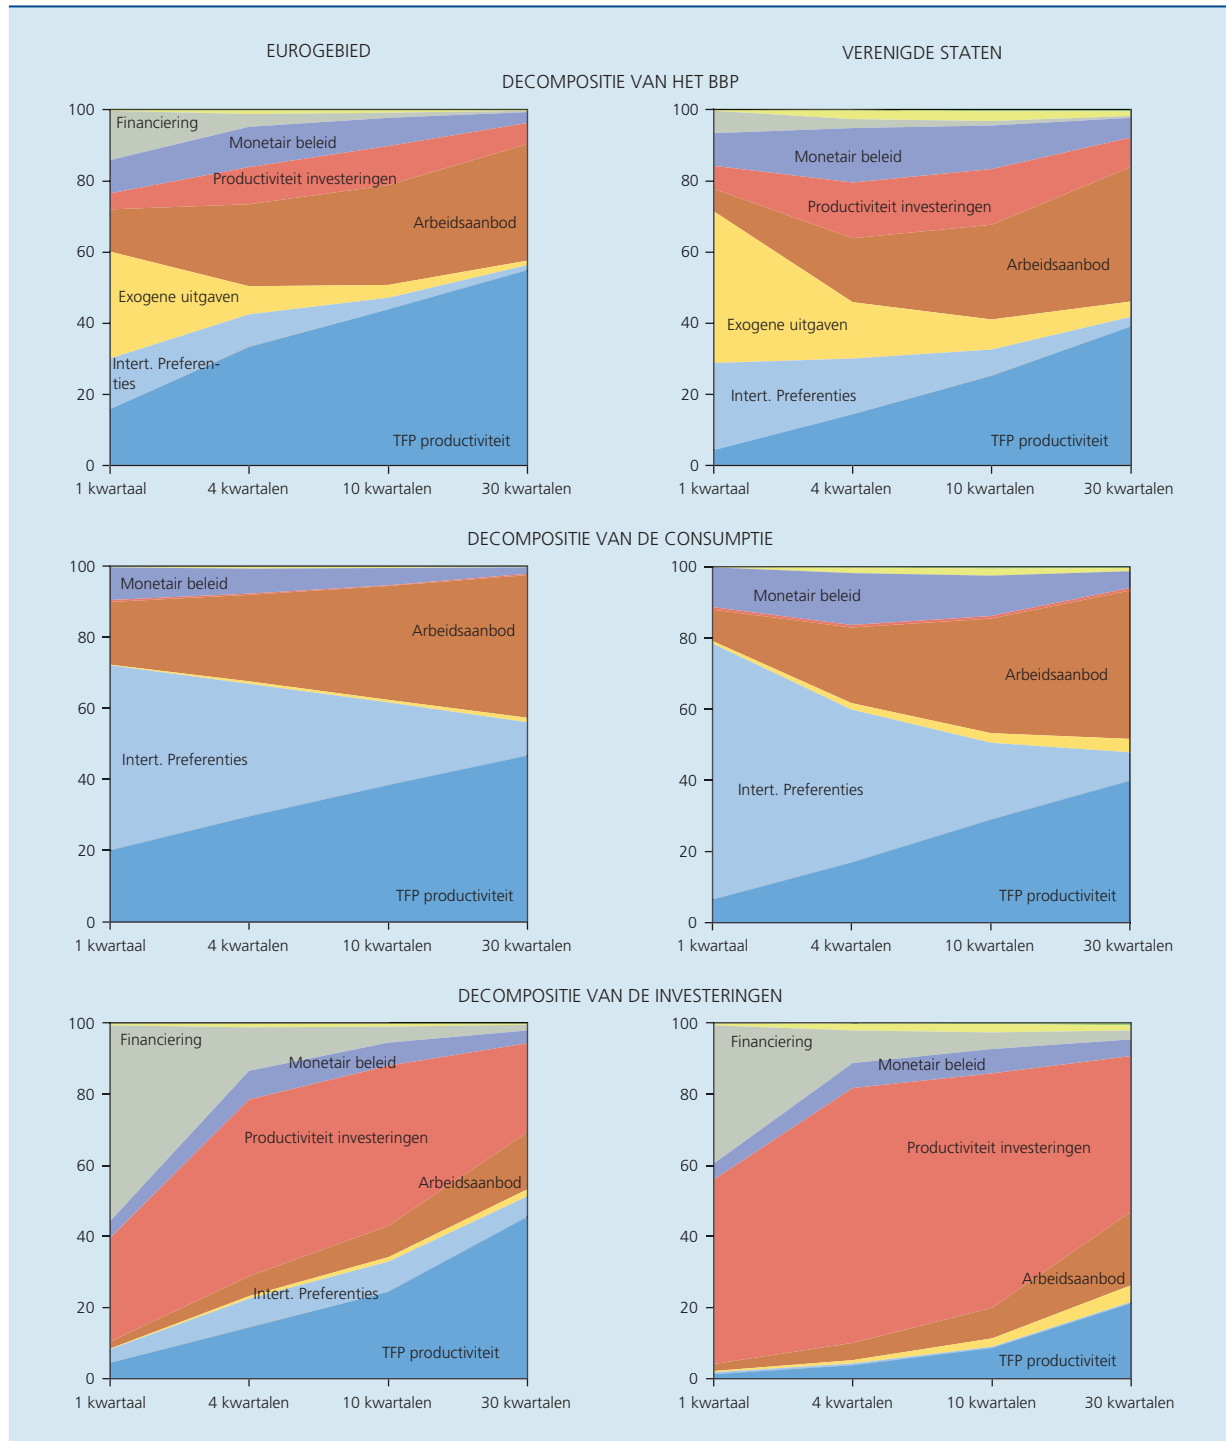 EUROGEBIED
VERENIGDE STATEN
DECOMPOSITIE VAN HET BBP
100
80
60
40
20
0
Financiering
Monetair beleid
Productiviteit investeringen
Arbeidsaanbod
Exogene uitgaven
Intert. Preferen-
ties
TFP productiviteit
1 kwartaal 4 kwartalen 10 kwartalen 30 kwartalen
100
80
60
40
20
0
Monetair beleid
Productiviteit investeringen
Arbeidsaanbod
Exogene uitgaven
Intert. Preferenties
TFP productiviteit
1 kwartaal 4 kwartalen 10 kwartalen 30 kwartalen
DECOMPOSITIE VAN DE CONSUMPTIE
100
80
60
40
20
0
Monetair beleid
Arbeidsaanbod
Intert. Preferenties
TFP productiviteit
1 kwartaal 4 kwartalen 10 kwartalen 30 kwartalen
100
80
60
40
20
0
Monetair beleid
Arbeidsaanbod
Intert. Preferenties
TFP productiviteit
1 kwartaal 4 kwartalen 10 kwartalen 30 kwartalen
DECOMPOSITIE VAN DE INVESTERINGEN
100
80
60
40
20
0
Financiering
Monetair beleid
Productiviteit investeringen
Arbeidsaanbod
Intert. Preferenties
TFP productiviteit
1 kwartaal 4 kwartalen 10 kwartalen 30 kwartalen
100
80
60
40
20
0
Financiering
Monetair beleid
Productiviteit investeringen
Arbeidsaanbod
TFP productiviteit
1 kwartaal 4 kwartalen 10 kwartalen 30 kwartalen